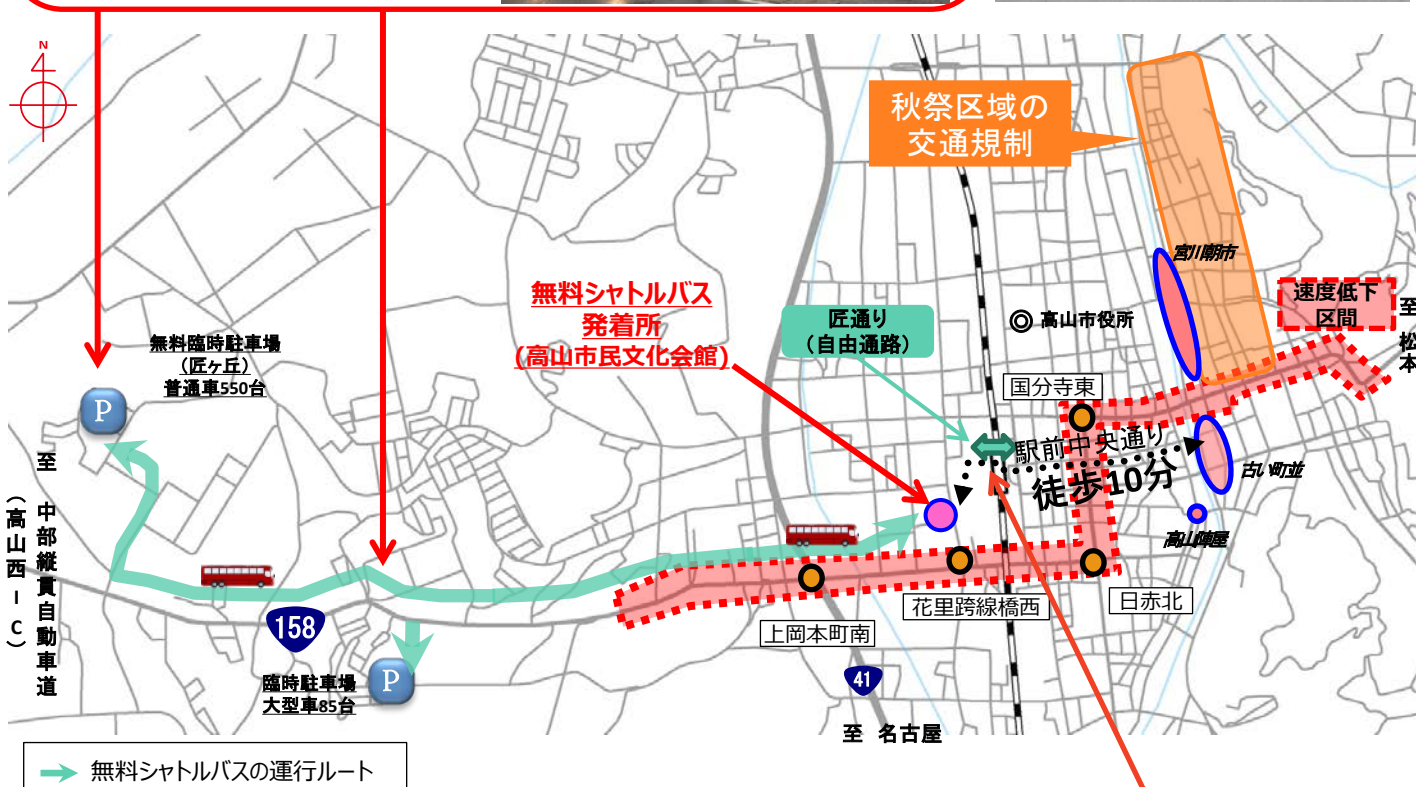 N
秋祭区域の
交通規制
宮川朝市
速度低下
区間
至 松本
無料シャトルバス
発着所
(高山市民文化会館)
匠通り
(自由通路)
高山市役所
国分寺東
駅前中央通り
徒歩10分
古い町並
高山陣屋
無料臨時駐車場
(匠ヶ丘)
普通車550台
P
至 中部縦貫自動車道
(高山西IC)
158
臨時駐車場
大型車85台
P
上岡本町南
花里跨線橋西
日赤北
41
至 名古屋
無料シャトルバスの運行ルート